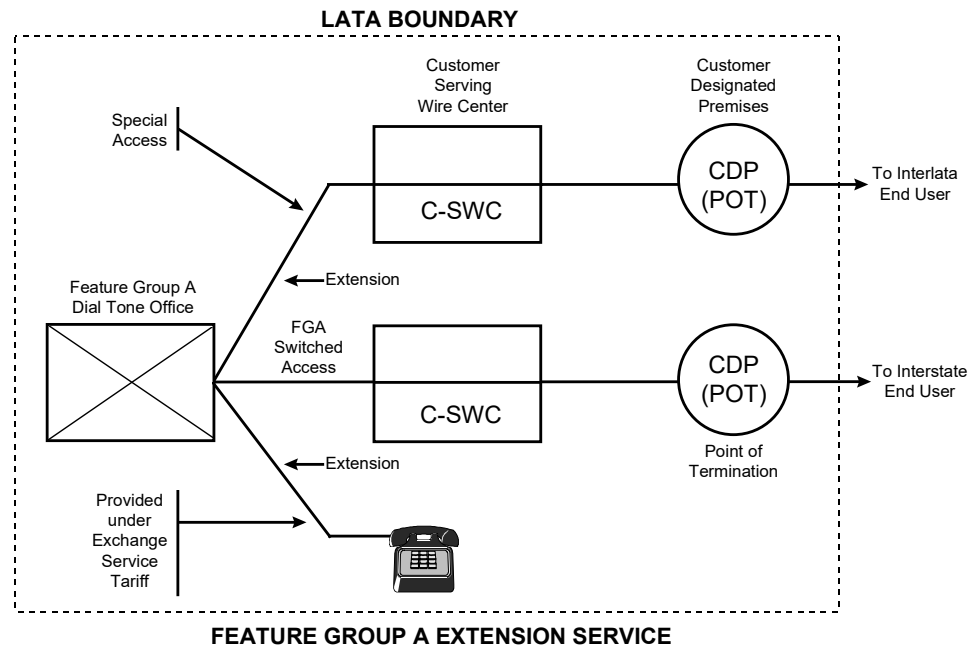 LATA BOUNDARY
Customer
Serving
Wire Center
Customer
Designated
Premises
Special
Access
CDP
(POT)
To Interlata
End User
C-SWC
Extension
Feature Group A
Dial Tone Office
FGA
Switched
Access
CDP
(POT)
To Interstate
End User
C-SWC
Point of
Termination
Extension
Provided
under
Exchange
Service
Tariff
FEATURE GROUP A EXTENSION SERVICE